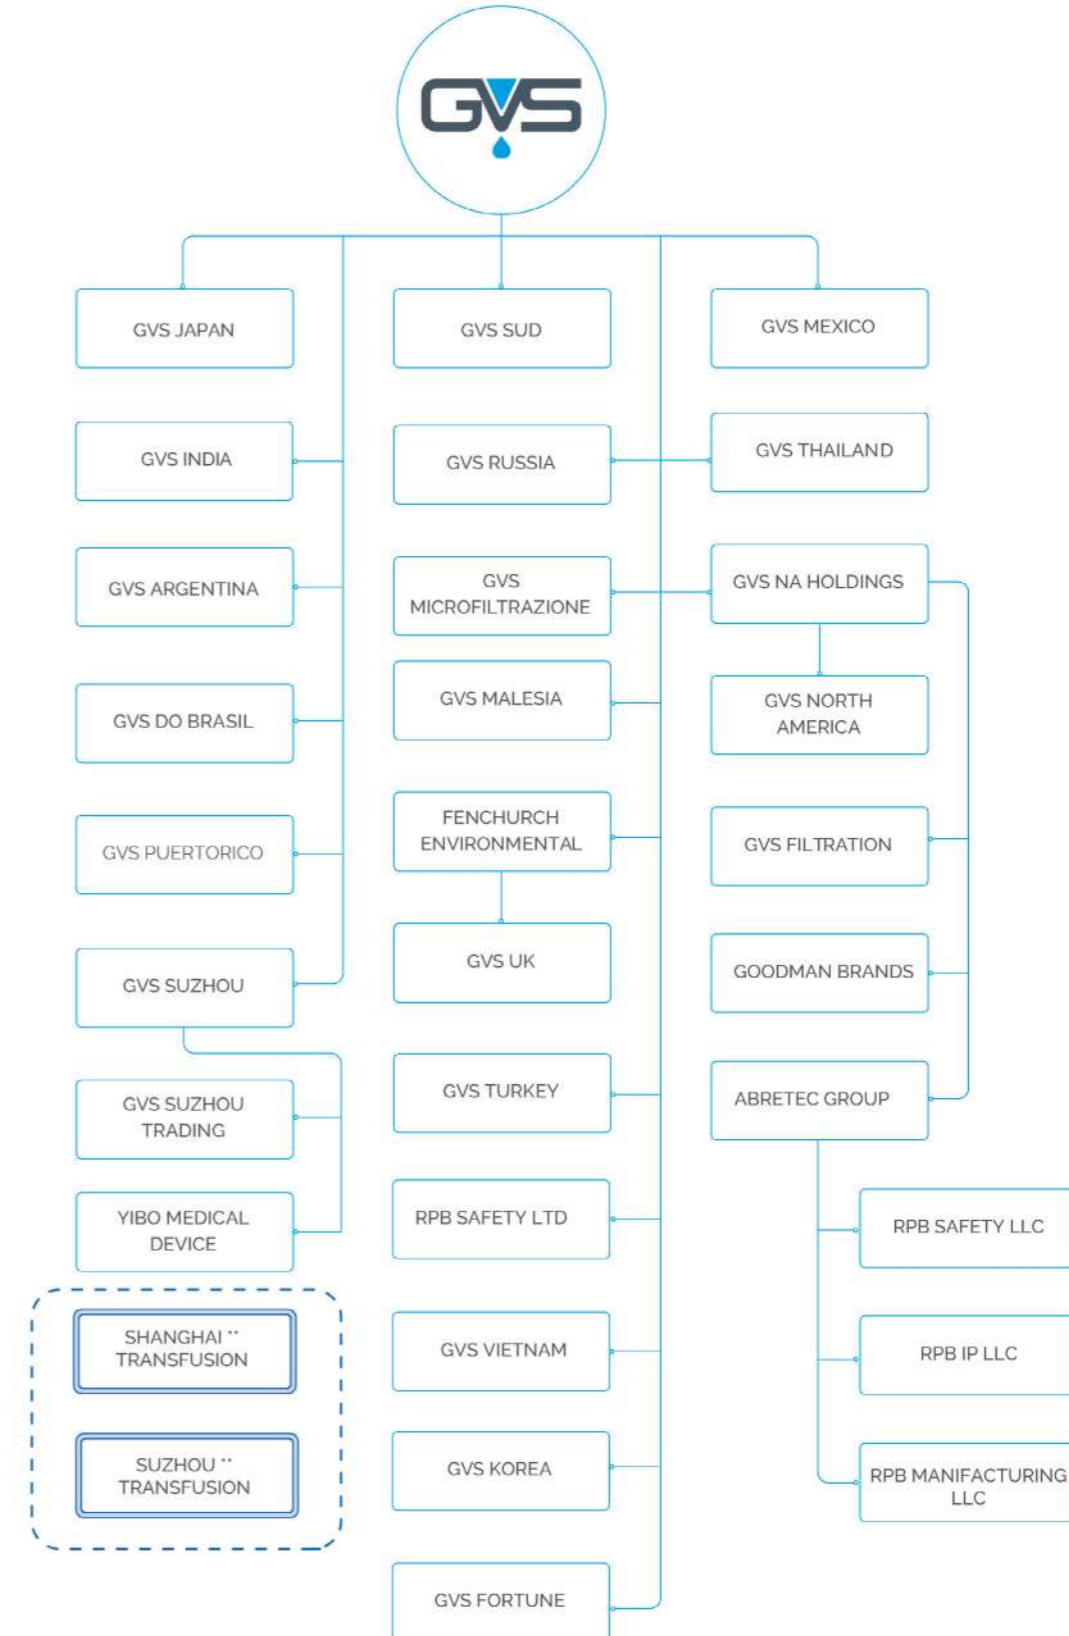 GVS
GVS JAPAN
GVS INDIA
GVS ARGENTINA
GVS DO BRASIL
GVS PUERTORICO
GVS SUZHOU
GVS SUZHOU
TRADING
YIBO MEDICAL
DEVICE
SHANGHAI **
TRANSFUSION
SUZHOU **
TRANSFUSION
GVS SUD
GVS RUSSIA
GVS
MICROFILTRAZIONE
GVS MALESIA
FENCHURCH
ENVIRONMENTAL
GVS UK
GVS TURKEY
RPB SAFETY LTD
GVS VIETNAM
GVS KOREA
GVS FORTUNE
GVS MEXICO
GVS THAILAND
GVS NA HOLDINGS
GVS NORTH
AMERICA
GVS FILTRATION
GOODMAN BRANDS
ABRETEC GROUP
RPB SAFETY LLC
RPB IP LLC
RPB MANIFACTURING
LLC